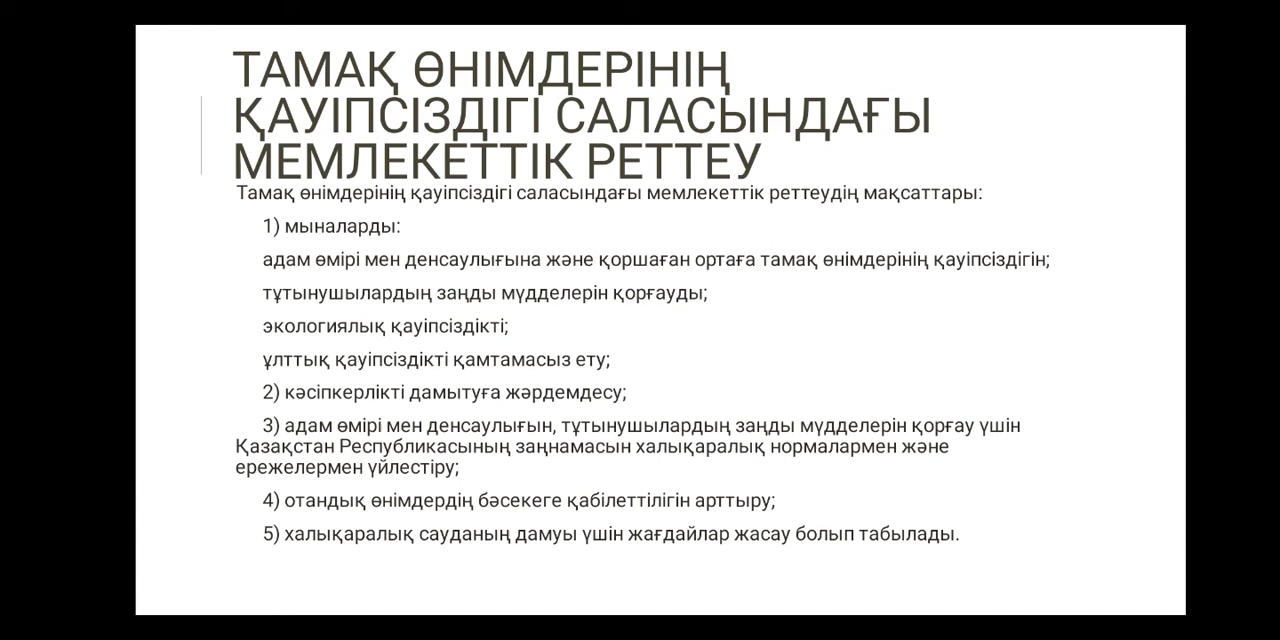 ТАМАҚ ӨНІМДЕРІНІҢ
ҚАУІПСІЗДІГІ САЛАСЫНДАҒЫ
МЕМЛЕКЕТТІК РЕТТЕУ
Тамақ өнімдерінің қауіпсіздігі саласындағы мемлекеттік реттеудің мақсаттары:
1) мыналарды:
адам өмірі мен денсаулығына және қоршаған ортаға тамақ өнімдерінің қауіпсіздігін;
тұтынушылардың заңды мүдделерін қорғауды;
экологиялық қауіпсіздікті;
ұлттық қауіпсіздікті қамтамасыз ету;
2) кәсіпкерлікті дамытуға жәрдемдесу;
3) адам өмірі мен денсаулығын, тұтынушылардың заңды мүдделерін қорғау үшін
Қазақстан Республикасының заңнамасын халықаралық нормалармен және
ережелермен үйлестіру;
4) отандық өнімдердің бәсекеге қабілеттілігін арттыру;
5) халықаралық сауданың дамуы үшін жағдайлар жасау болып табылады.